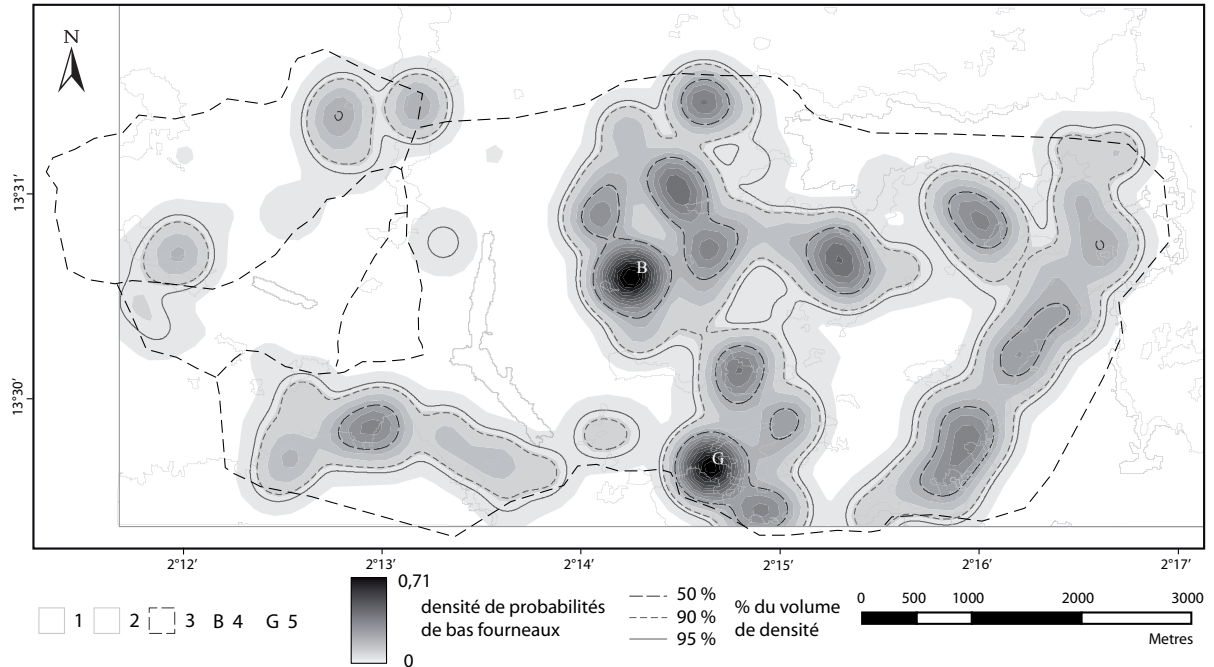 N
13°31'
13°30'
B
G
2°12'
2°13'
2°14'
2°15'
2°16'
2°17'
1
2
3
B 4
G 5
0,71
0
densité de probabilités
de bas fourneaux
50 %
90 %
95 %
% du volume
de densité
0 500 1000 2000 3000
Metres